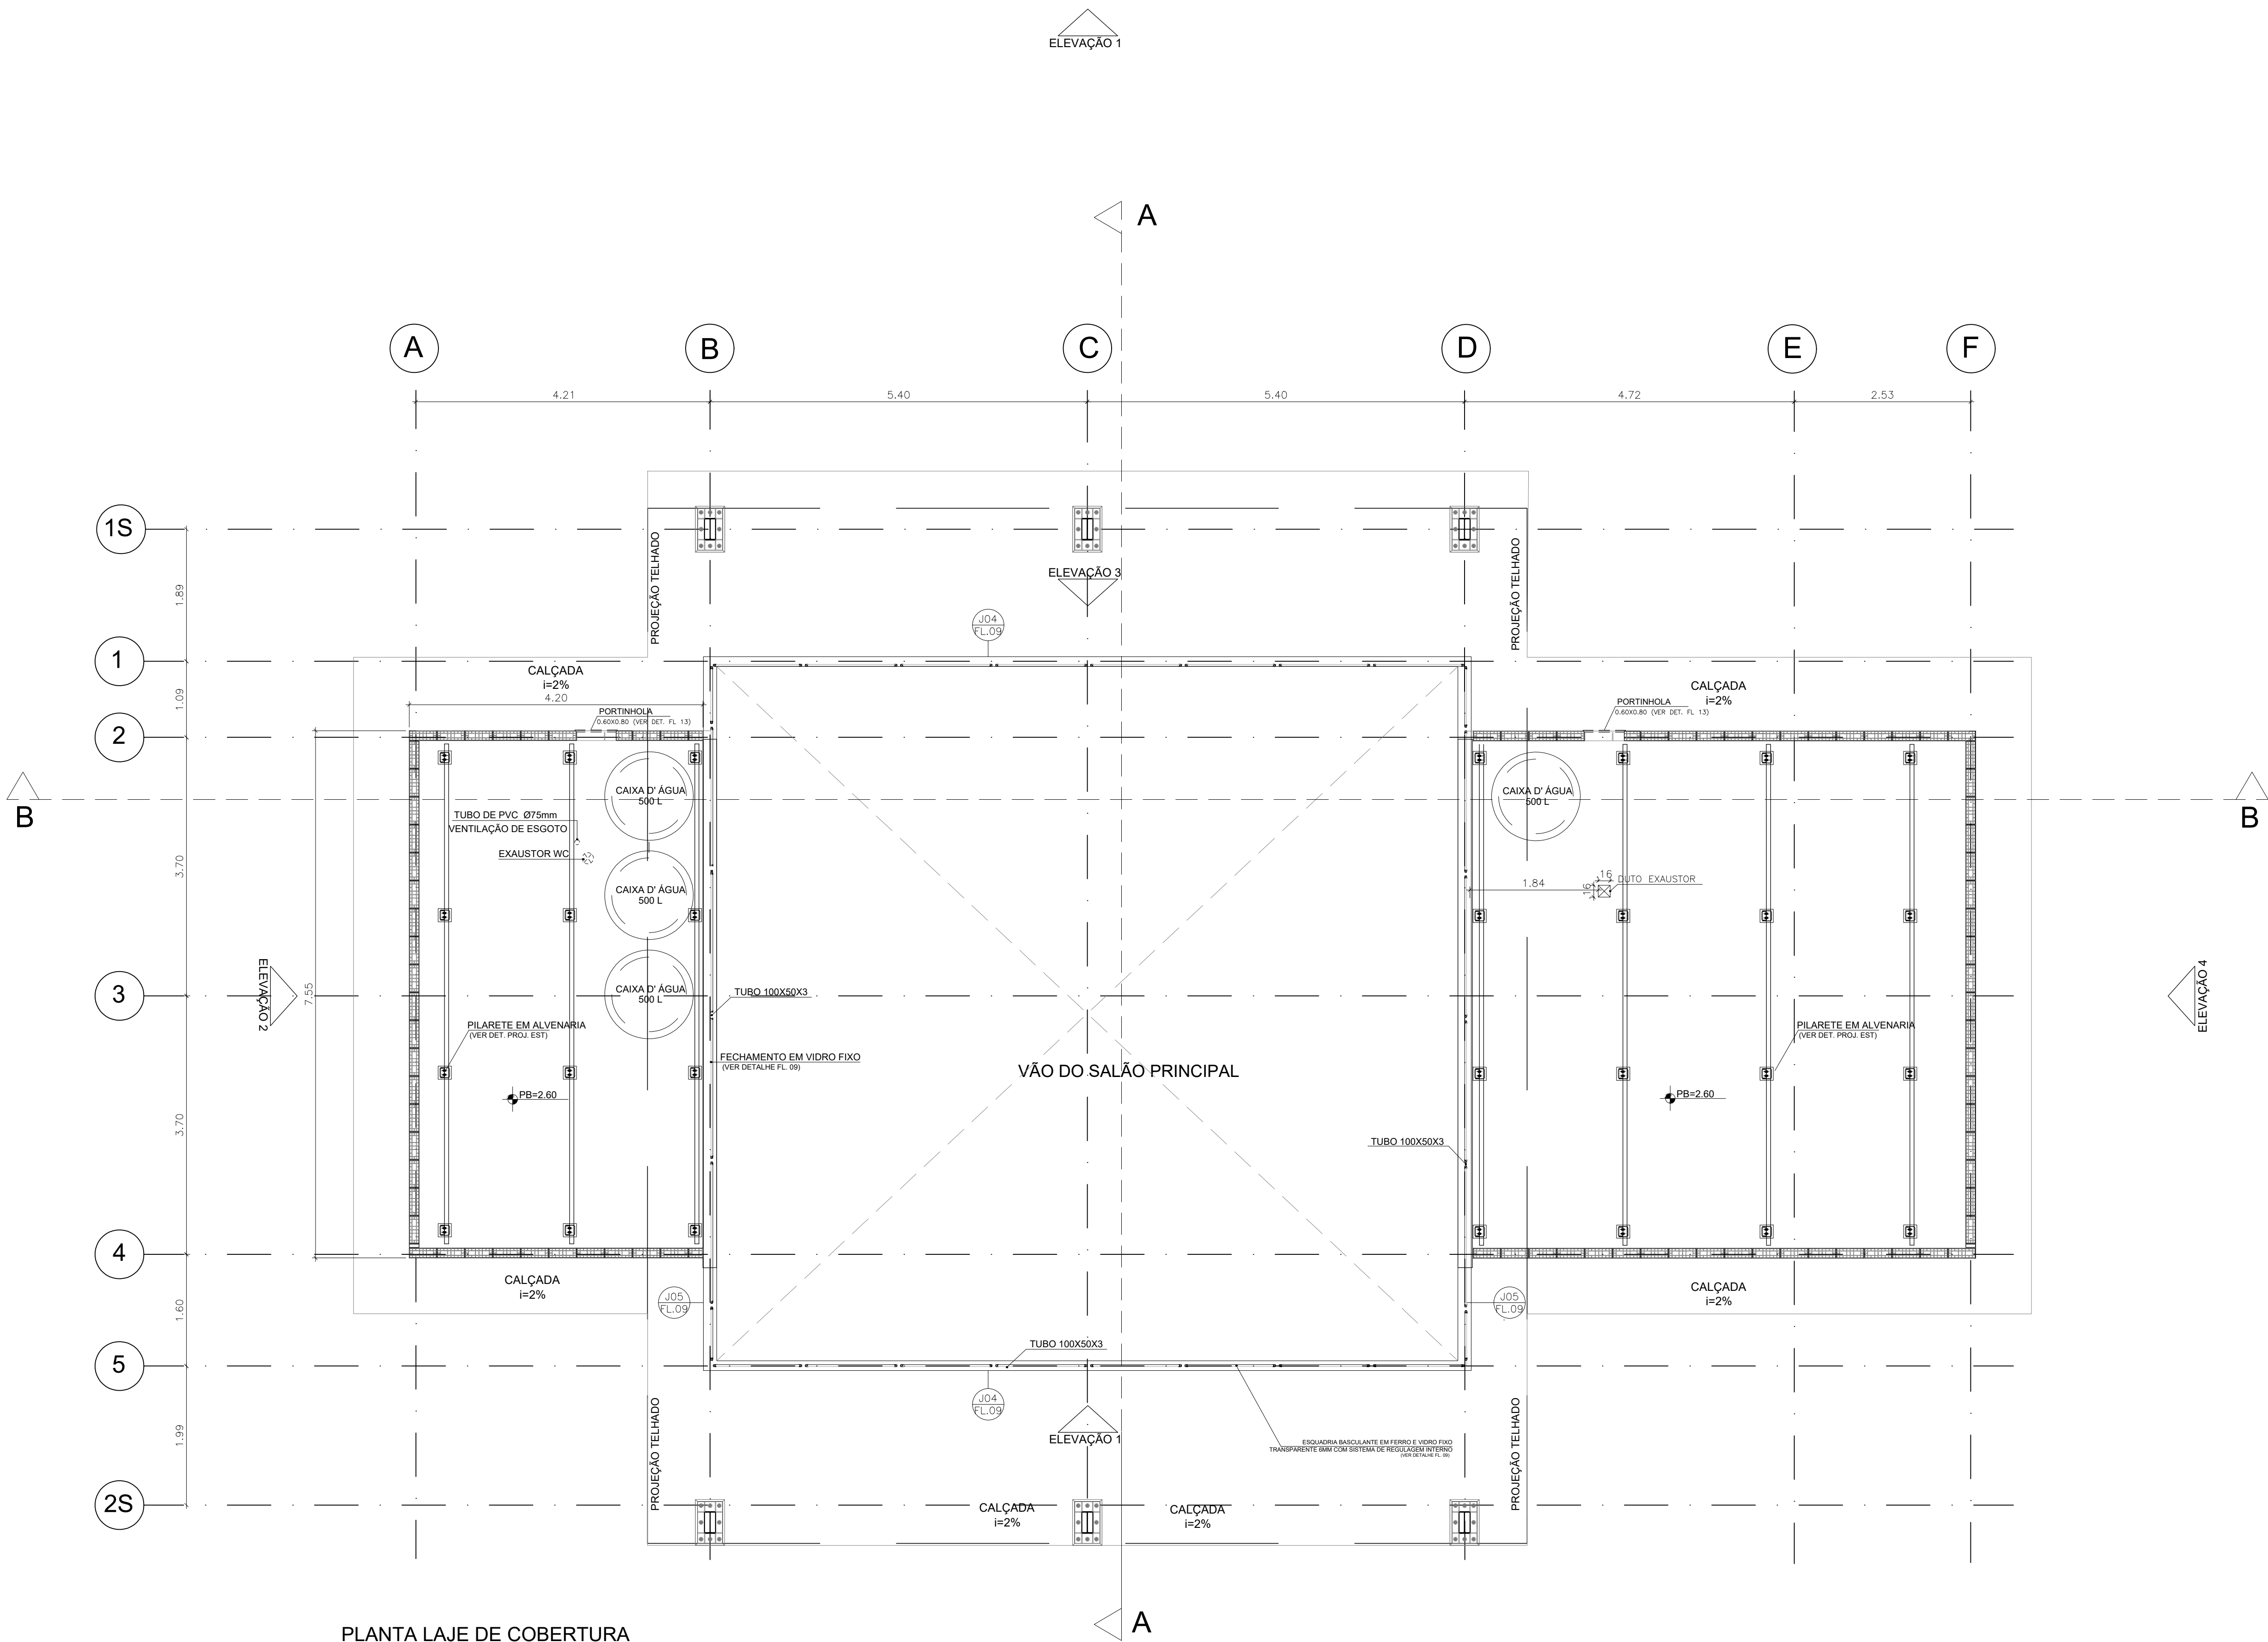 ELEVAÇÃO 1
A
A
B
C
D
E
F
4.21
5.40
5.40
4.72
2.53
1S
1.89
PROJEÇÃO TELHADO
ELEVAÇÃO 3
PROJEÇÃO TELHADO
J04
FL.09
1
CALÇADA
i=2%
CALÇADA
i=2%
1.09
4.20
PORTINHOLA
0.60X0.80 (VER DET. FL 13)
PORTINHOLA
0.60X0.80 (VER DET. FL 13)
2
B
CAIXA D' ÁGUA
500 L
CAIXA D' ÁGUA
500 L
B
TUBO DE PVC Ø75mm
VENTILAÇÃO DE ESGOTO
EXAUSTOR WC
3.70
CAIXA D' ÁGUA
500 L
1.84
16
16
DUTO EXAUSTOR
ELEVAÇÃO 2
7.55
3
CAIXA D' ÁGUA
500 L
TUBO 100X50X3
ELEVAÇÃO 4
PILARETE EM ALVENARIA
(VER DET. PROJ. EST)
PILARETE EM ALVENARIA
(VER DET. PROJ. EST)
FECHAMENTO EM VIDRO FIXO
(VER DETALHE FL. 09)
VÃO DO SALÃO PRINCIPAL
PB=2.60
PB=2.60
3.70
TUBO 100X50X3
4
CALÇADA
i=2%
CALÇADA
i=2%
1.60
J05
FL.09
J05
FL.09
TUBO 100X50X3
5
J04
FL.09
1.99
PROJEÇÃO TELHADO
ELEVAÇÃO 1
ESQUADRIA BASCULANTE EM FERRO E VIDRO FIXO
TRANSPARENTE 6MM COM SISTEMA DE REGULAGEM INTERNO
(VER DETALHE FL. 09)
PROJEÇÃO TELHADO
2S
CALÇADA
i=2%
CALÇADA
i=2%
A
PLANTA LAJE DE COBERTURA